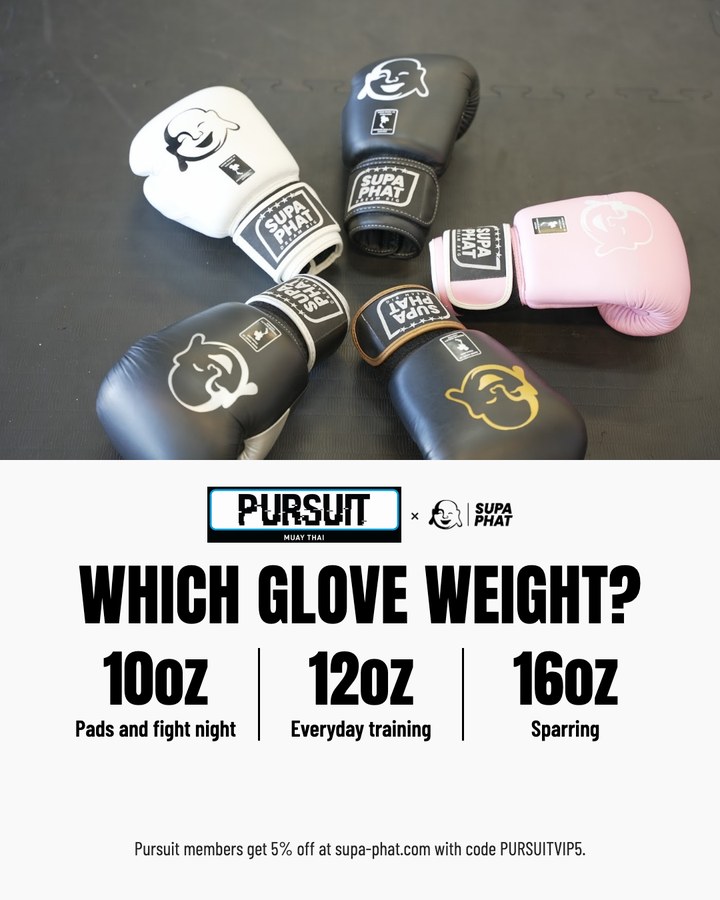 SUPA
PHAT
SUPA
PHAT
SUPA
PHAT
SUPA
PHAT
SUPA
PHAT
PURSUIT
MUAY THAI
×
SUPA
PHAT
WHICH GLOVE WEIGHT?
10oz
12oz
16oz
Pads and fight night
Everyday training
Sparring
Pursuit members get 5% off at supa-phat.com with code PURSUITVIP5.